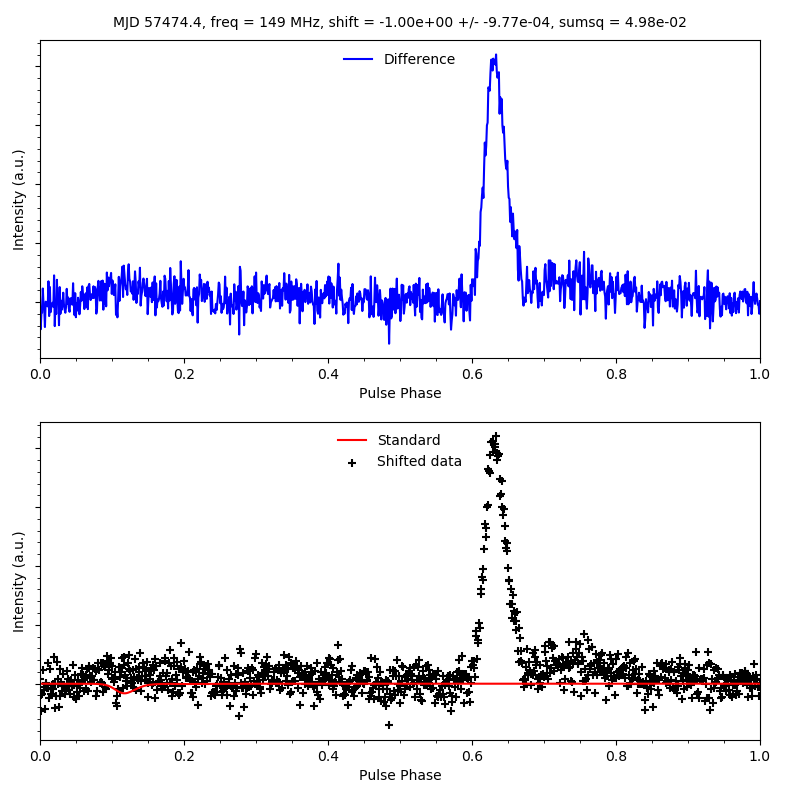 MJD 57474.4, freq = 149 MHz, shift = -1.00e+00 +/- -9.77e-04, sumsq = 4.98e-02
Difference
Intensity (a.u.)
0.0 0.2 0.4 0.6 0.8 1.0
Pulse Phase
Standard
Shifted data
Intensity (a.u.)
0.0 0.2 0.4 0.6 0.8 1.0
Pulse Phase